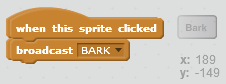 when this sprite clicked
broadcast BARK
Bark
x: 189
y: -149